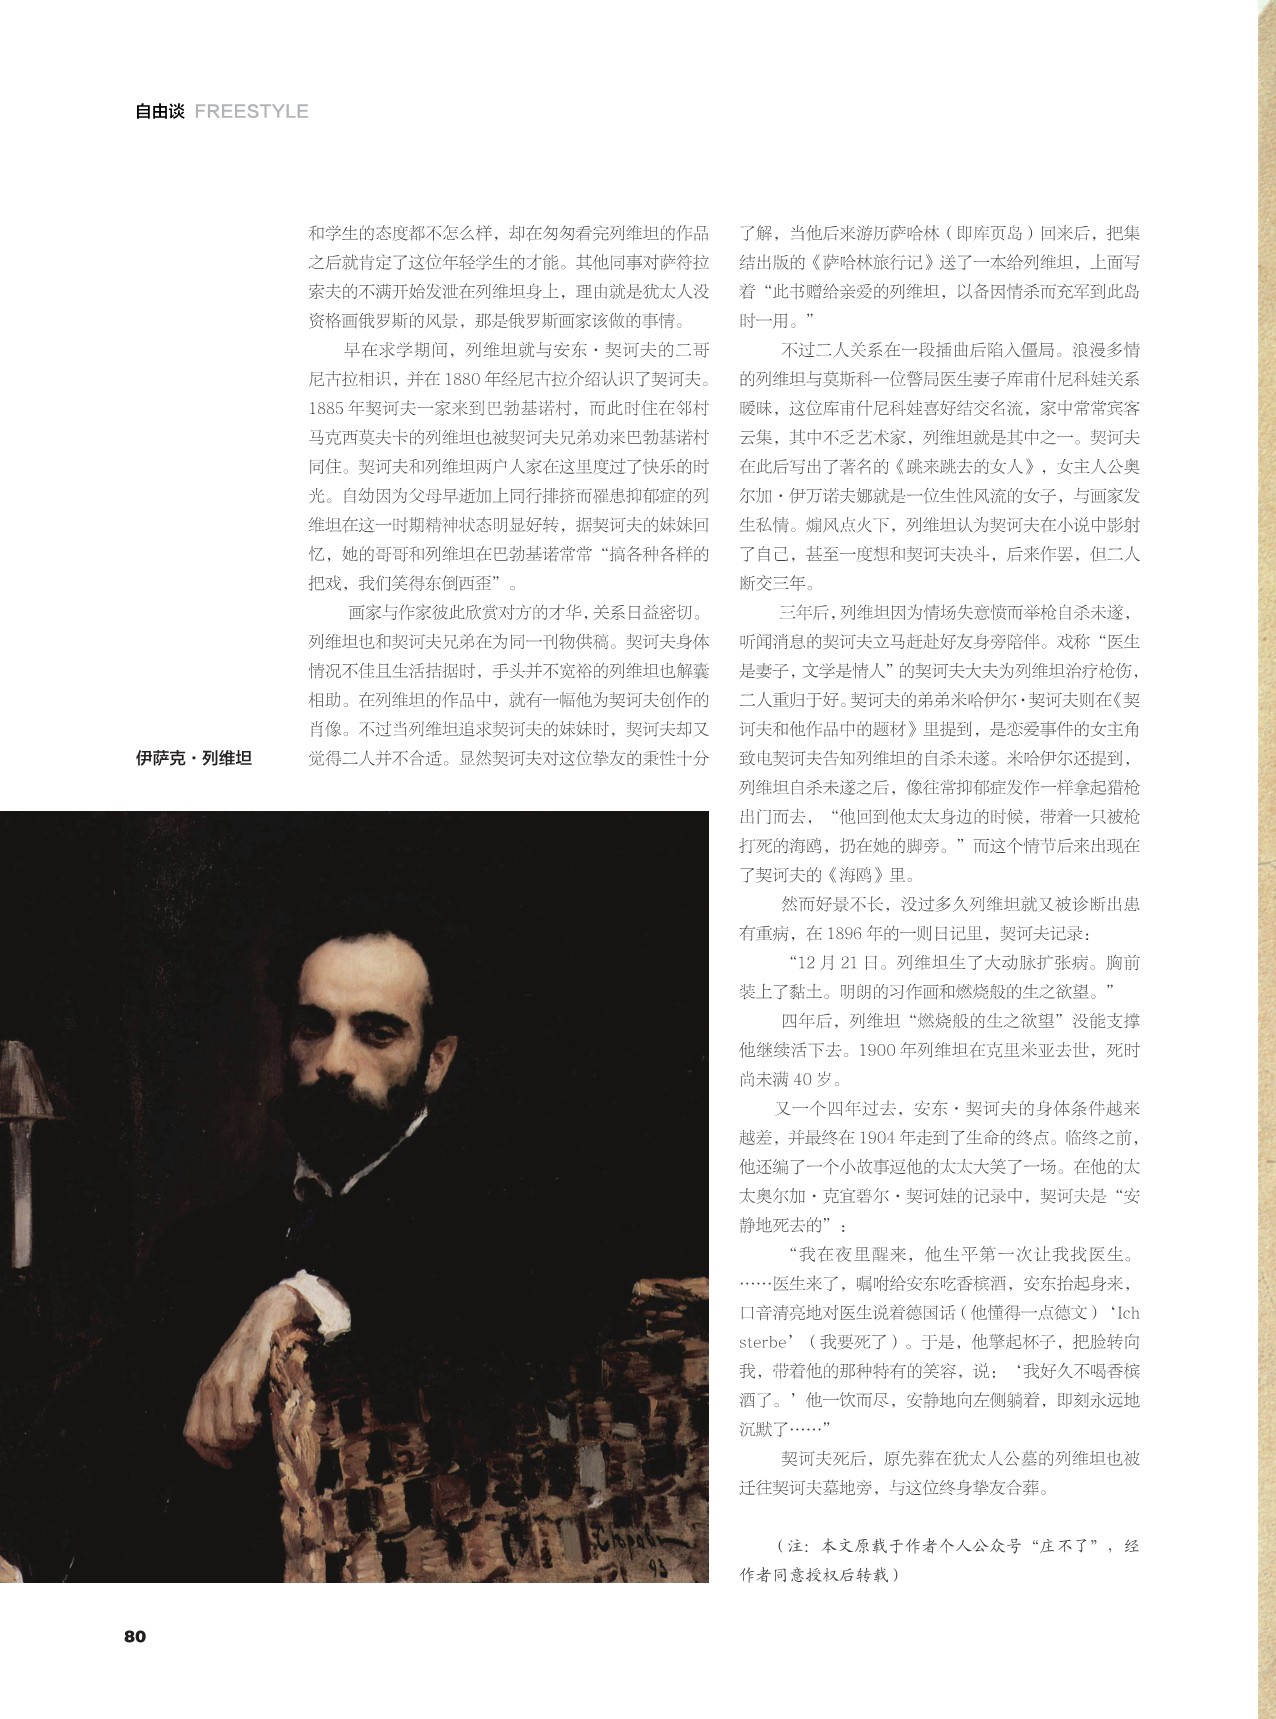 自由谈 FREESTYLE
和学生的态度都不怎么样，却在匆匆看完列维坦的作品
之后就肯定了这位年轻学生的才能。其他同事对萨符拉
索夫的不满开始发泄在列维坦身上，理由就是犹太人没
资格画俄罗斯的风景，那是俄罗斯画家该做的事情。
早在求学期间，列维坦就与安东·契诃夫的二哥
尼古拉相识，并在 1880 年经尼古拉介绍认识了契诃夫。
1885 年契诃夫一家来到巴勃基诺村，而此时住在邻村
马克西莫夫卡的列维坦也被契诃夫兄弟劝来巴勃基诺村
同住。契诃夫和列维坦两户人家在这里度过了快乐的时
光。自幼因为父母早逝加上同行排挤而罹患抑郁症的列
维坦在这一时期精神状态明显好转，据契诃夫的妹妹回
忆，她的哥哥和列维坦在巴勃基诺常常“搞各种各样的
把戏，我们笑得东倒西歪”。
画家与作家彼此欣赏对方的才华，关系日益密切。
列维坦也和契诃夫兄弟在为同一刊物供稿。契诃夫身体
情况不佳且生活拮据时，手头并不宽裕的列维坦也解囊
相助。在列维坦的作品中，就有一幅他为契诃夫创作的
肖像。不过当列维坦追求契诃夫的妹妹时，契诃夫却又
觉得二人并不合适。显然契诃夫对这位挚友的秉性十分
伊萨克·列维坦
Сѣровъ
93
了解，当他后来游历萨哈林（即库页岛）回来后，把集
结出版的《萨哈林旅行记》送了一本给列维坦，上面写
着“此书赠给亲爱的列维坦，以备因情杀而充军到此岛
时一用。”
不过二人关系在一段插曲后陷入僵局。浪漫多情
的列维坦与莫斯科一位警局医生妻子库甫什尼科娃关系
暧昧，这位库甫什尼科娃喜好结交名流，家中常常宾客
云集，其中不乏艺术家，列维坦就是其中之一。契诃夫
在此后写出了著名的《跳来跳去的女人》，女主人公奥
尔加·伊万诺夫娜就是一位生性风流的女子，与画家发
生私情。煽风点火下，列维坦认为契诃夫在小说中影射
了自己，甚至一度想和契诃夫决斗，后来作罢，但二人
断交三年。
三年后，列维坦因为情场失意愤而举枪自杀未遂，
听闻消息的契诃夫立马赶赴好友身旁陪伴。戏称“医生
是妻子，文学是情人”的契诃夫大夫为列维坦治疗枪伤，
二人重归于好。契诃夫的弟弟米哈伊尔·契诃夫则在《契
诃夫和他作品中的题材》里提到，是恋爱事件的女主角
致电契诃夫告知列维坦的自杀未遂。米哈伊尔还提到，
列维坦自杀未遂之后，像往常抑郁症发作一样拿起猎枪
出门而去，“他回到他太太身边的时候，带着一只被枪
打死的海鸥，扔在她的脚旁。”而这个情节后来出现在
了契诃夫的《海鸥》里。
然而好景不长，没过多久列维坦就又被诊断出患
有重病，在 1896 年的一则日记里，契诃夫记录：
“12 月 21 日。列维坦生了大动脉扩张病。胸前
装上了黏土。明朗的习作画和燃烧般的生之欲望。”
四年后，列维坦“燃烧般的生之欲望”没能支撑
他继续活下去。1900 年列维坦在克里米亚去世，死时
尚未满 40 岁。
又一个四年过去，安东·契诃夫的身体条件越来
越差，并最终在 1904 年走到了生命的终点。临终之前，
他还编了一个小故事逗他的太太大笑了一场。在他的太
太奥尔加·克宜碧尔·契诃娃的记录中，契诃夫是“安
静地死去的”：
“我在夜里醒来，他生平第一次让我找医生。
……医生来了，嘱咐给安东吃香槟酒，安东抬起身来，
口音清亮地对医生说着德国话（他懂得一点德文）‘Ich
sterbe’（我要死了）。于是，他擎起杯子，把脸转向
我，带着他的那种特有的笑容，说：‘我好久不喝香槟
酒了。’他一饮而尽，安静地向左侧躺着，即刻永远地
沉默了……”
契诃夫死后，原先葬在犹太人公墓的列维坦也被
迁往契诃夫墓地旁，与这位终身挚友合葬。
（注：本文原载于作者个人公众号“庄不了”，经
作者同意授权后转载）
80